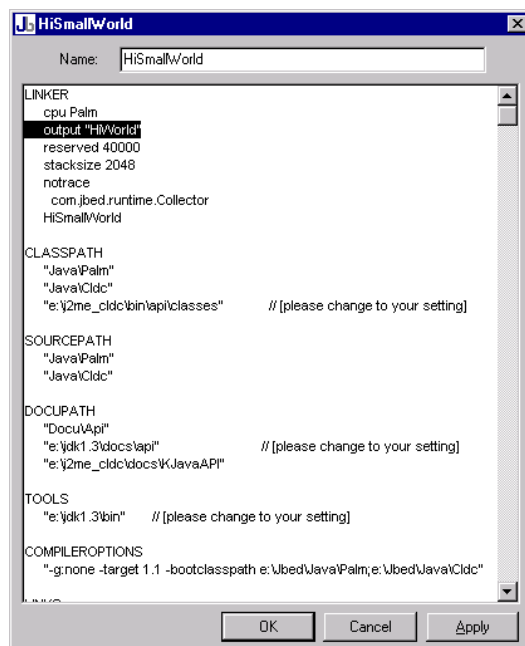 HiSmallWorld
Name: HiSmallWorld
LINKER
cpu Palm
output "HiWorld"
reserved 40000
stacksize 2048
notrace
com.jbed.runtime.Collector
HiSmallWorld
CLASSPATH
"Java\Palm"
"Java\Cldc"
"e:\j2me_cldc\bin\api\classes" // [please change to your setting]
SOURCEPATH
"Java\Palm"
"Java\Cldc"
DOCUPATH
"Docu\Api"
"e:\jdk1.3\docs\api" // [please change to your setting]
"e:\j2me_cldc\docs\KJavaAPI"
TOOLS
"e:\jdk1.3\bin" // [please change to your setting]
COMPILEROPTIONS
"-g:none -target 1.1 -bootclasspath e:\Jbed\Java\Palm;e:\Jbed\Java\Cldc"
OK Cancel Apply